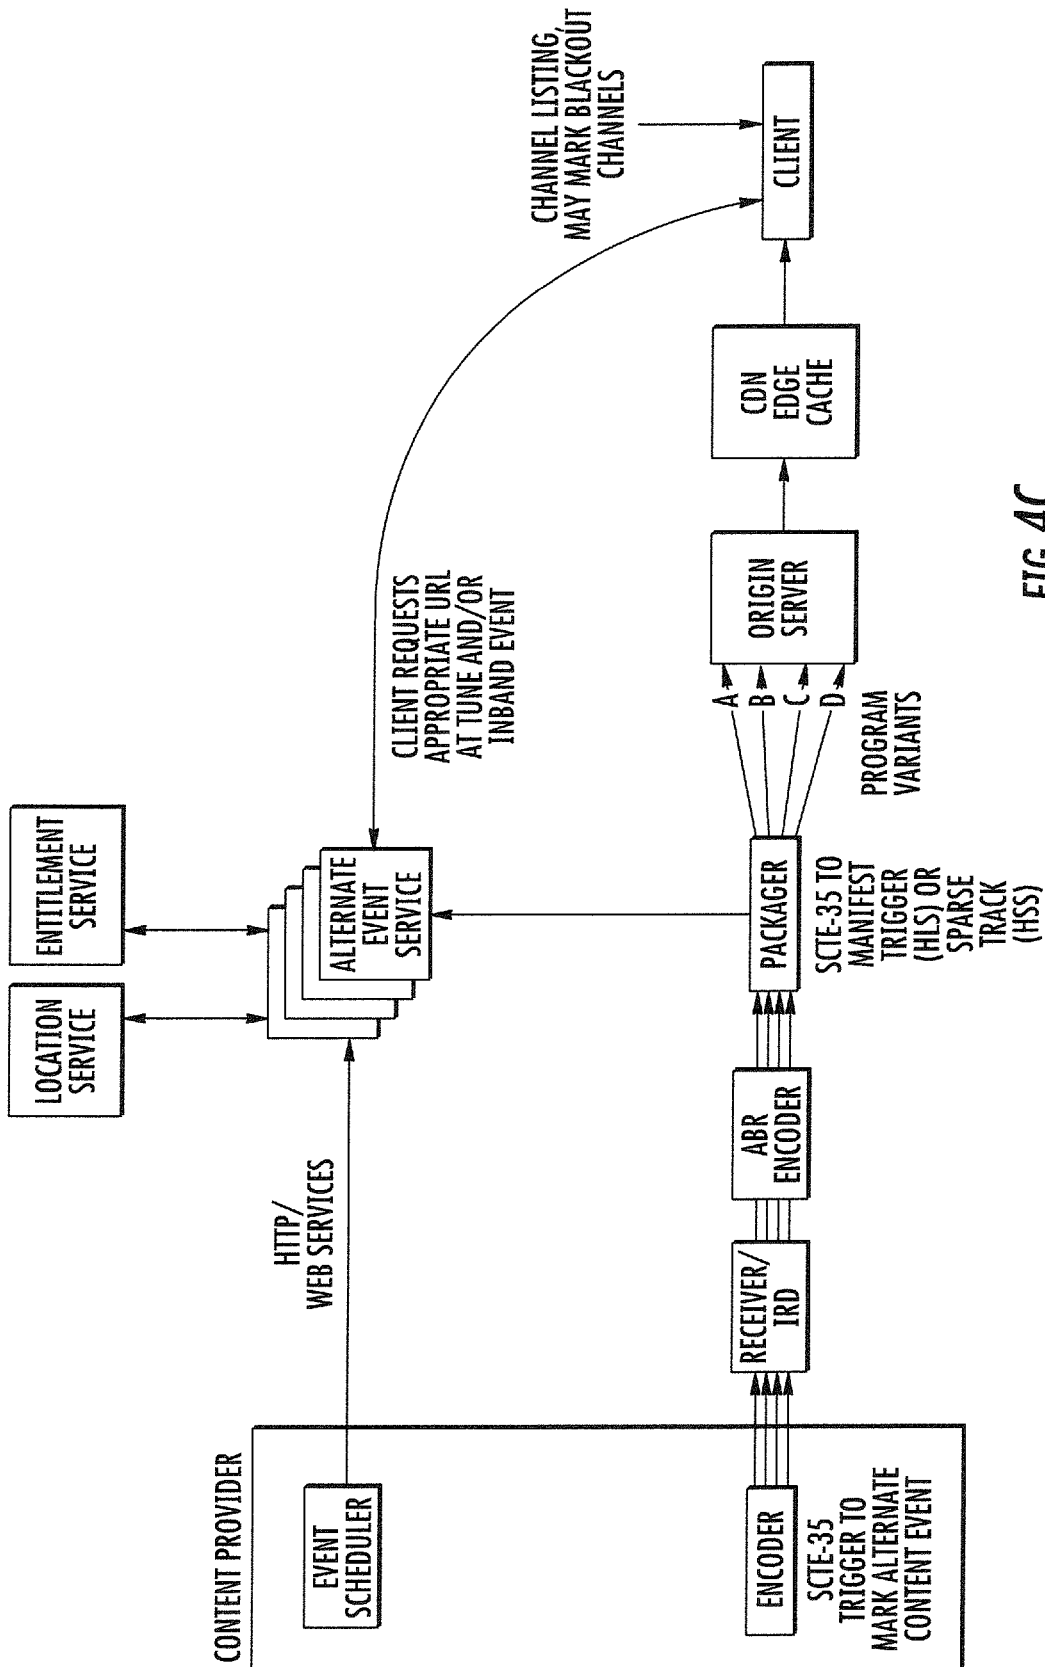 CONTENT PROVIDER
EVENT
SCHEDULER
HTTP/
WEB SERVICES
LOCATION
SERVICE
ENTITLEMENT
SERVICE
ALTERNATE
EVENT
SERVICE
CLIENT REQUESTS
APPROPRIATE URL
AT TUNE AND/OR
INBAND EVENT
CHANNEL LISTING,
MAY MARK BLACKOUT
CHANNELS
ENCODER
SCTE-35
TRIGGER TO
MARK ALTERNATE
CONTENT EVENT
RECEIVER/
IRD
ABR
ENCODER
PACKAGER
SCTE-35 TO
MANIFEST
TRIGGER
(HLS) OR
SPARSE
TRACK
(HSS)
A
B
C
D
PROGRAM
VARIANTS
ORIGIN
SERVER
CDN
EDGE
CACHE
CLIENT
FIG. 4C